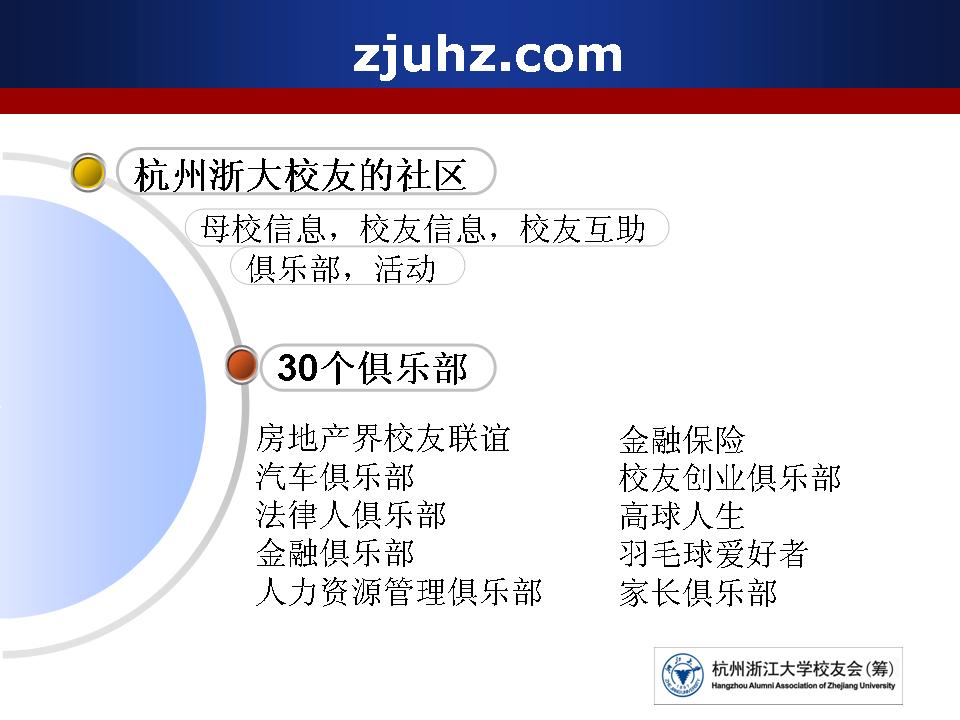 zjuhz.com
杭州浙大校友的社区
母校信息，校友信息，校友互助
俱乐部，活动
30个俱乐部
房地产界校友联谊
汽车俱乐部
法律人俱乐部
金融俱乐部
人力资源管理俱乐部
金融保险
校友创业俱乐部
高球人生
羽毛球爱好者
家长俱乐部
杭州浙江大学校友会(筹)
Hangzhou Alumni Association of Zhejiang University